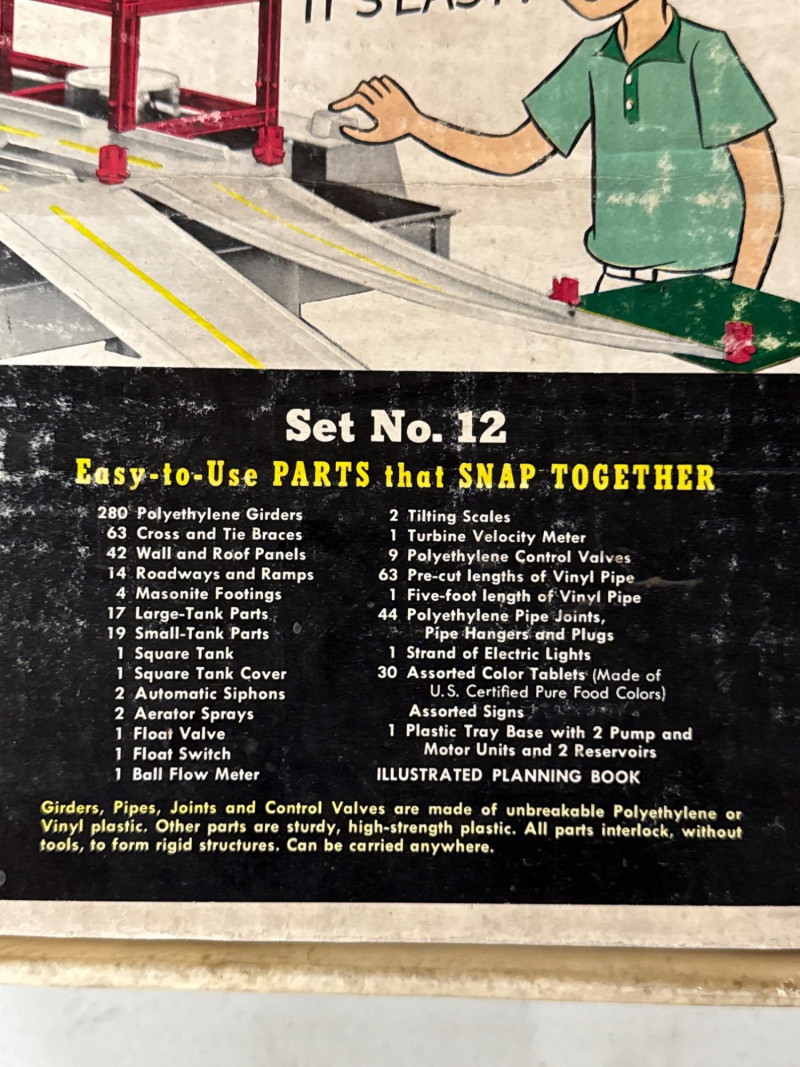 IT'S EASY
Set No. 12
Easy-to-Use PARTS that SNAP TOGETHER
280 Polyethylene Girders
63 Cross and Tie Braces
42 Wall and Roof Panels
14 Roadways and Ramps
4 Masonite Footings
17 Large-Tank Parts
19 Small-Tank Parts
1 Square Tank
1 Square Tank Cover
2 Automatic Siphons
2 Aerator Sprays
1 Float Valve
1 Float Switch
1 Ball Flow Meter
2 Tilting Scales
1 Turbine Velocity Meter
9 Polyethylene Control Valves
63 Pre-cut lengths of Vinyl Pipe
1 Five-foot length of Vinyl Pipe
44 Polyethylene Pipe Joints,
Pipe Hangers and Plugs
1 Strand of Electric Lights
30 Assorted Color Tablets (Made of
U.S. Certified Pure Food Colors)
Assorted Signs
1 Plastic Tray Base with 2 Pump and
Motor Units and 2 Reservoirs
ILLUSTRATED PLANNING BOOK
Girders, Pipes, Joints and Control Valves are made of unbreakable Polyethylene or
Vinyl plastic. Other parts are sturdy, high-strength plastic. All parts interlock, without
tools, to form rigid structures. Can be carried anywhere.